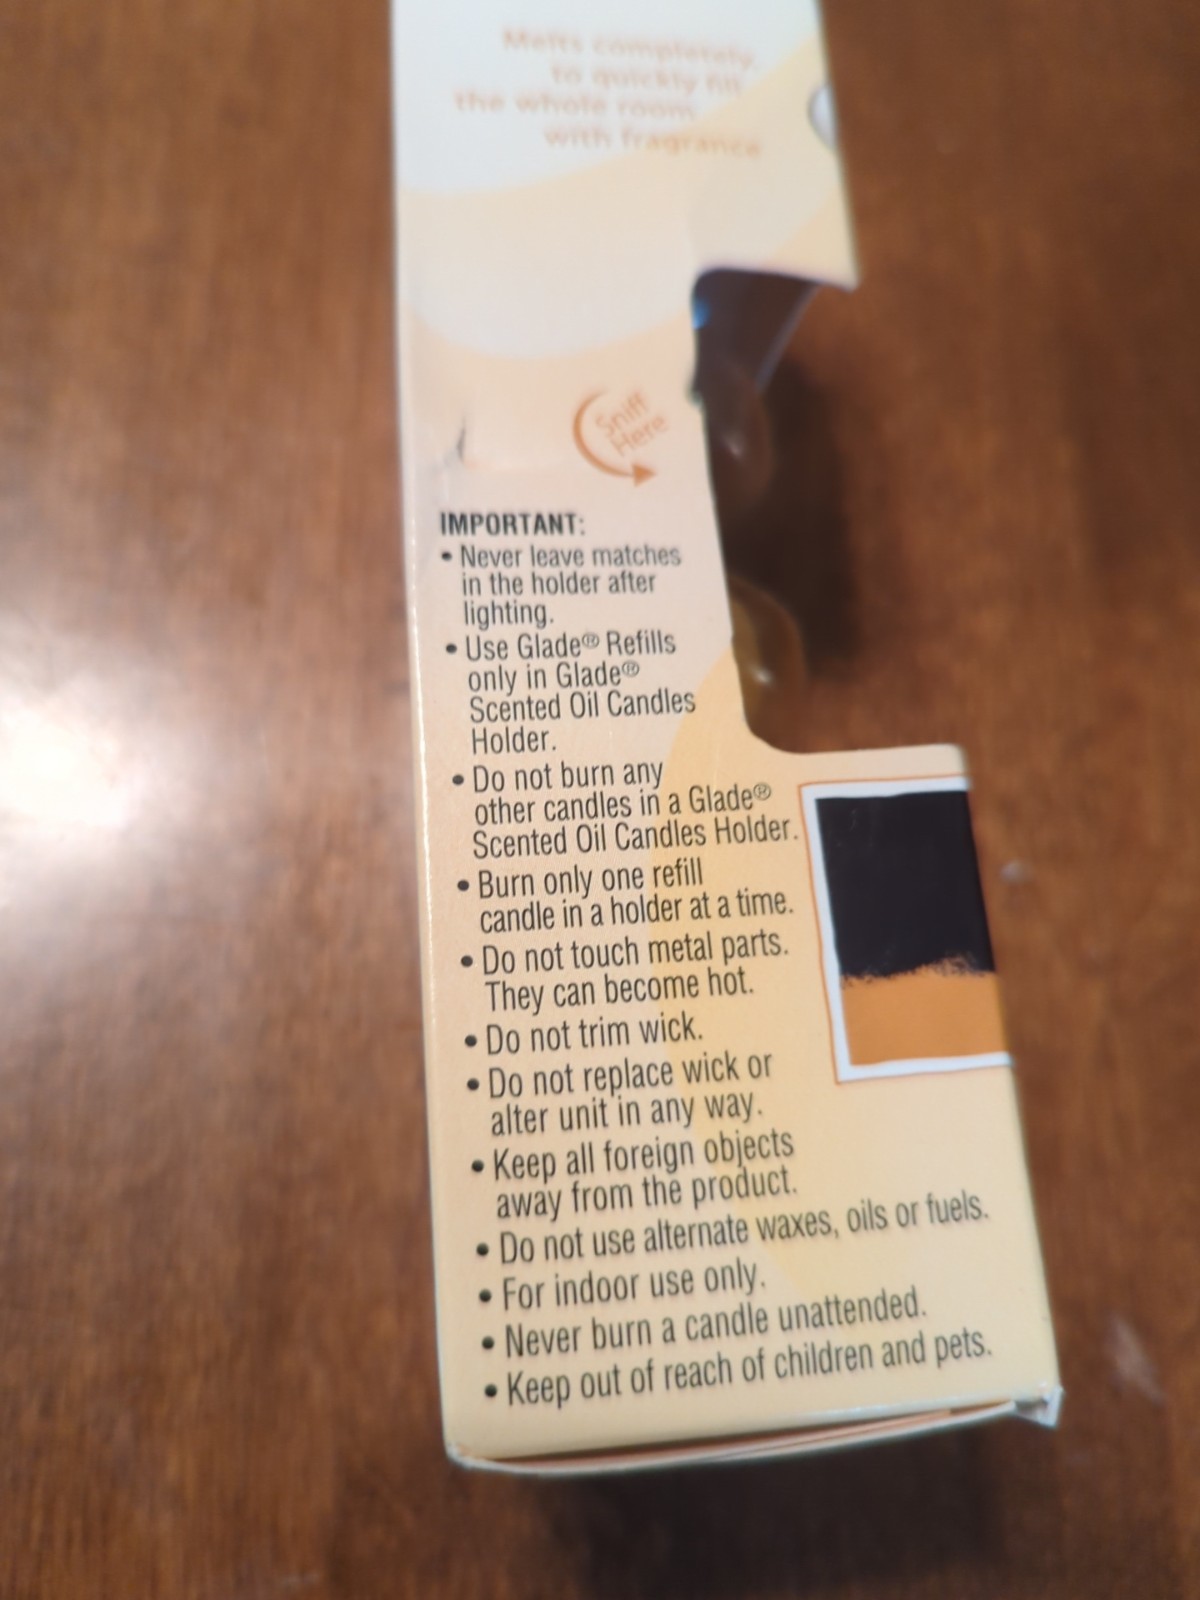 Melts completely,
to quickly fill
the whole room
with fragrance
Sniff
Here
IMPORTANT:
• Never leave matches
in the holder after
lighting.
• Use Glade® Refills
only in Glade®
Scented Oil Candles
Holder.
• Do not burn any
other candles in a Glade®
Scented Oil Candles Holder.
• Burn only one refill
candle in a holder at a time.
• Do not touch metal parts.
They can become hot.
• Do not trim wick.
• Do not replace wick or
alter unit in any way.
• Keep all foreign objects
away from the product.
• Do not use alternate waxes, oils or fuels.
• For indoor use only.
• Never burn a candle unattended.
• Keep out of reach of children and pets.